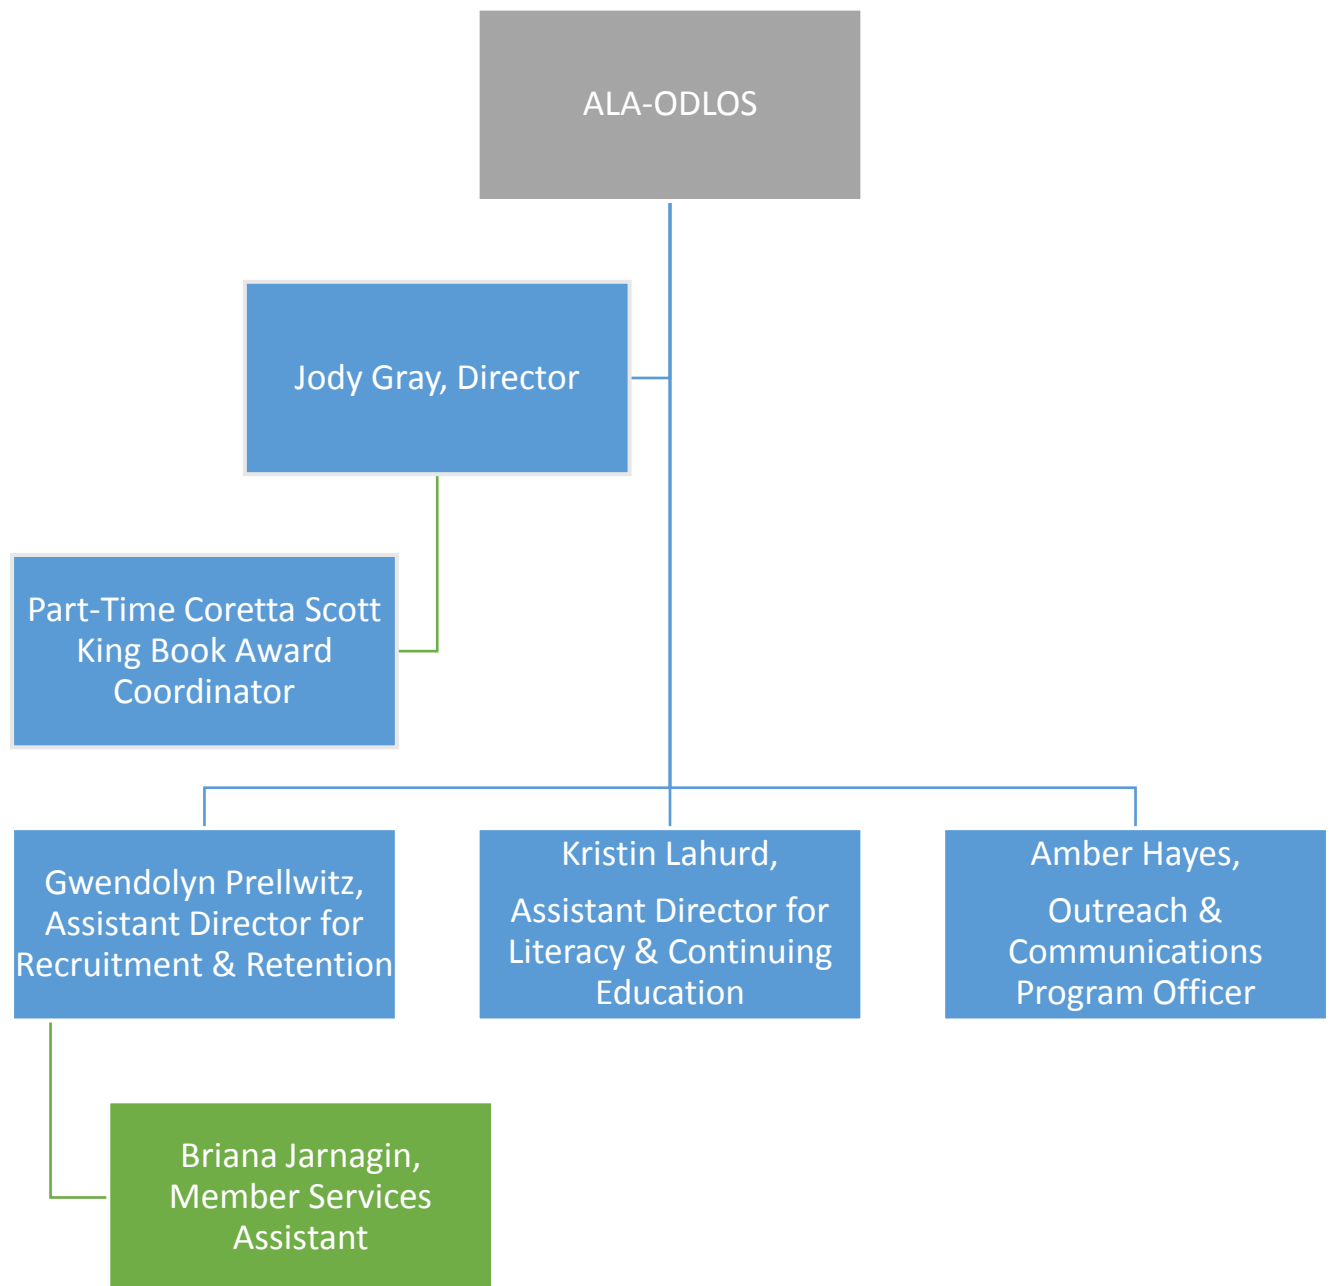 ALA-ODLOS
Jody Gray, Director
Part-Time Coretta Scott
King Book Award
Coordinator
Gwendolyn Prellwitz,
Assistant Director for
Recruitment & Retention
Kristin Lahurd,
Assistant Director for
Literacy & Continuing
Education
Amber Hayes,
Outreach &
Communications
Program Officer
Briana Jarnagin,
Member Services
Assistant